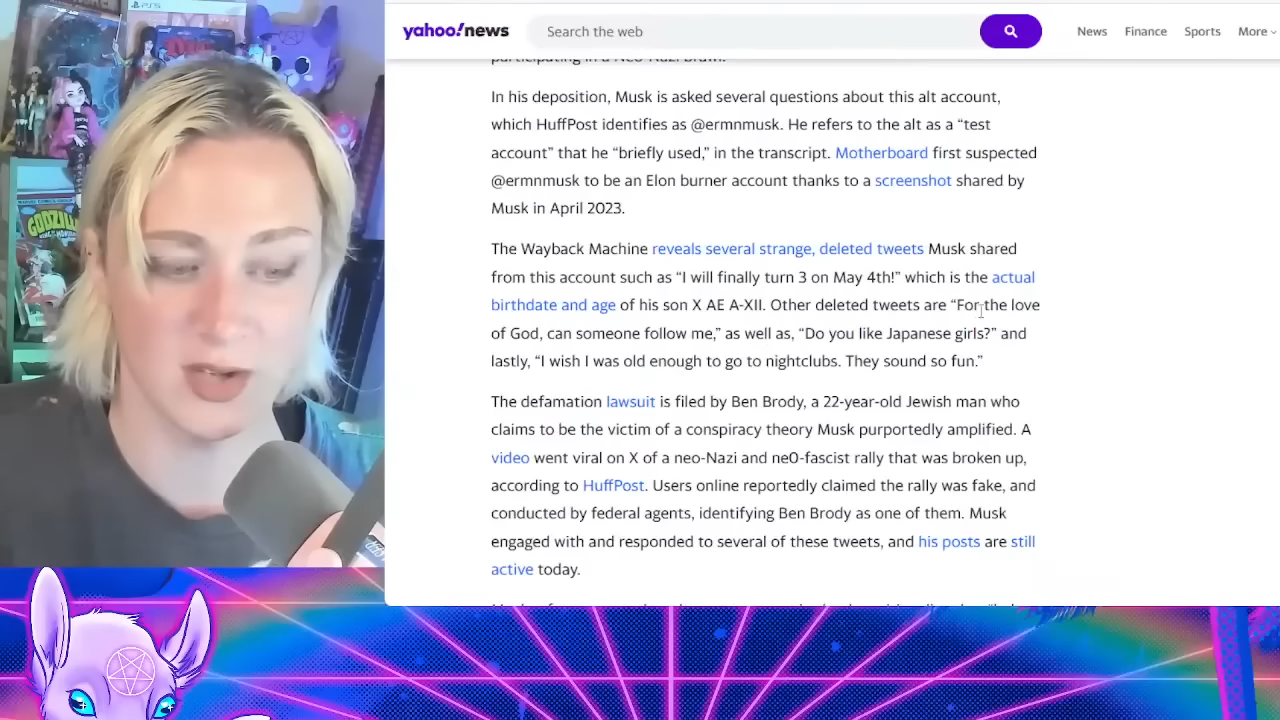 yahoo!news
Search the web
News
Finance
Sports
More
participating in a Neo-Nazi brawl.
In his deposition, Musk is asked several questions about this alt account,
which HuffPost identifies as @ermnmusk. He refers to the alt as a “test
account” that he “briefly used,” in the transcript. Motherboard first suspected
@ermnmusk to be an Elon burner account thanks to a screenshot shared by
Musk in April 2023.
The Wayback Machine reveals several strange, deleted tweets Musk shared
from this account such as “I will finally turn 3 on May 4th!” which is the actual
birthdate and age of his son X AE A-XII. Other deleted tweets are “For the love
of God, can someone follow me,” as well as, “Do you like Japanese girls?” and
lastly, “I wish I was old enough to go to nightclubs. They sound so fun.”
The defamation lawsuit is filed by Ben Brody, a 22-year-old Jewish man who
claims to be the victim of a conspiracy theory Musk purportedly amplified. A
video went viral on X of a neo-Nazi and ne0-fascist rally that was broken up,
according to HuffPost. Users online reportedly claimed the rally was fake, and
conducted by federal agents, identifying Ben Brody as one of them. Musk
engaged with and responded to several of these tweets, and his posts are still
active today.
PS5
GODZILLA